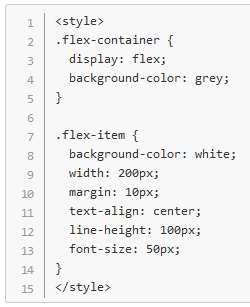 1 <style>
2 .flex-container {
3   display: flex;
4   background-color: grey;
5 }
6
7 .flex-item {
8   background-color: white;
9   width: 200px;
10   margin: 10px;
11   text-align: center;
12   line-height: 100px;
13   font-size: 50px;
14 }
15 </style>